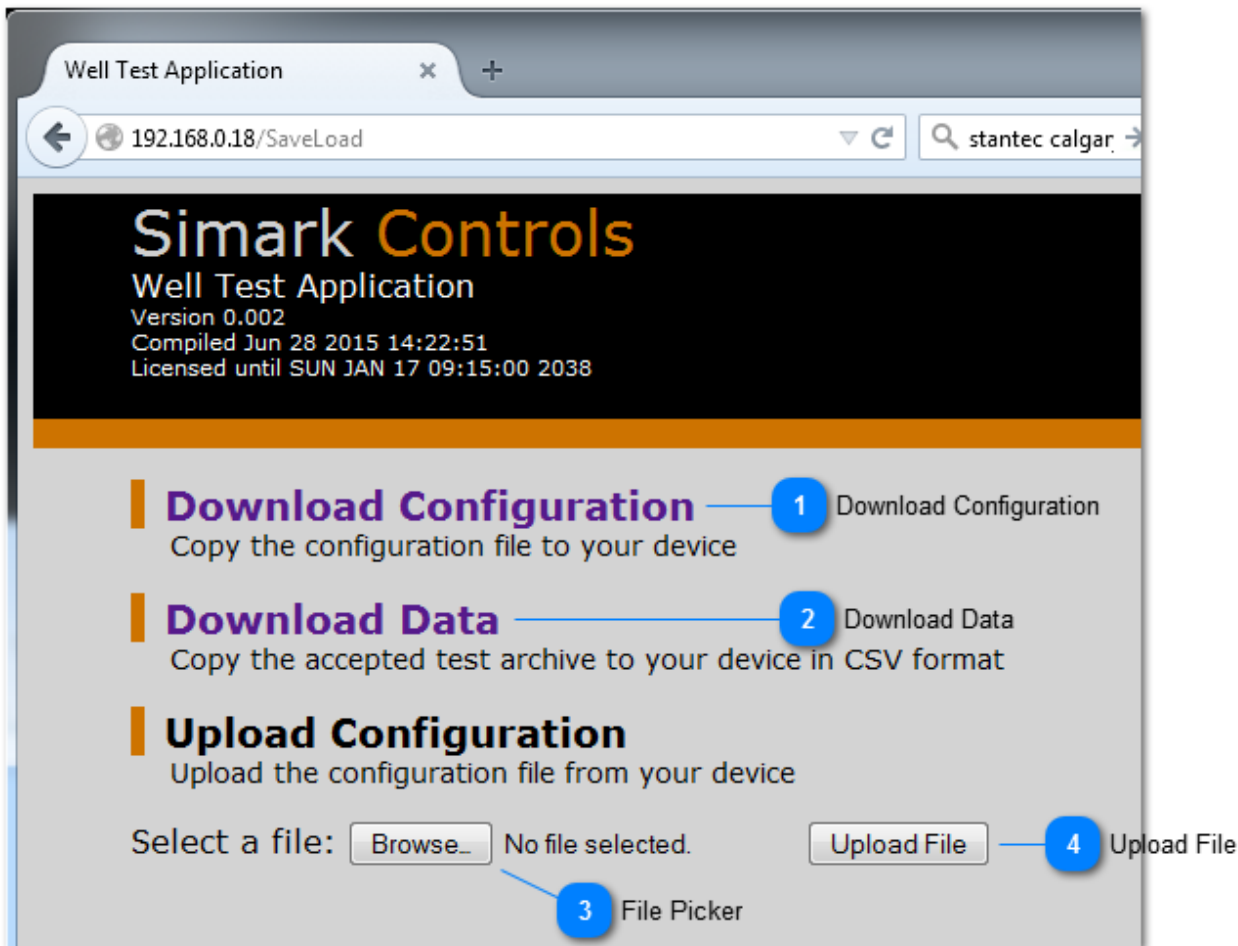 Well Test Application
192.168.0.18/SaveLoad
stantec calgar
Simark Controls
Well Test Application
Version 0.002
Compiled Jun 28 2015 14:22:51
Licensed until SUN JAN 17 09:15:00 2038
Download Configuration 1 Download Configuration
Copy the configuration file to your device
Download Data 2 Download Data
Copy the accepted test archive to your device in CSV format
Upload Configuration
Upload the configuration file from your device
Select a file: Browse… No file selected. Upload File 4 Upload File
3 File Picker